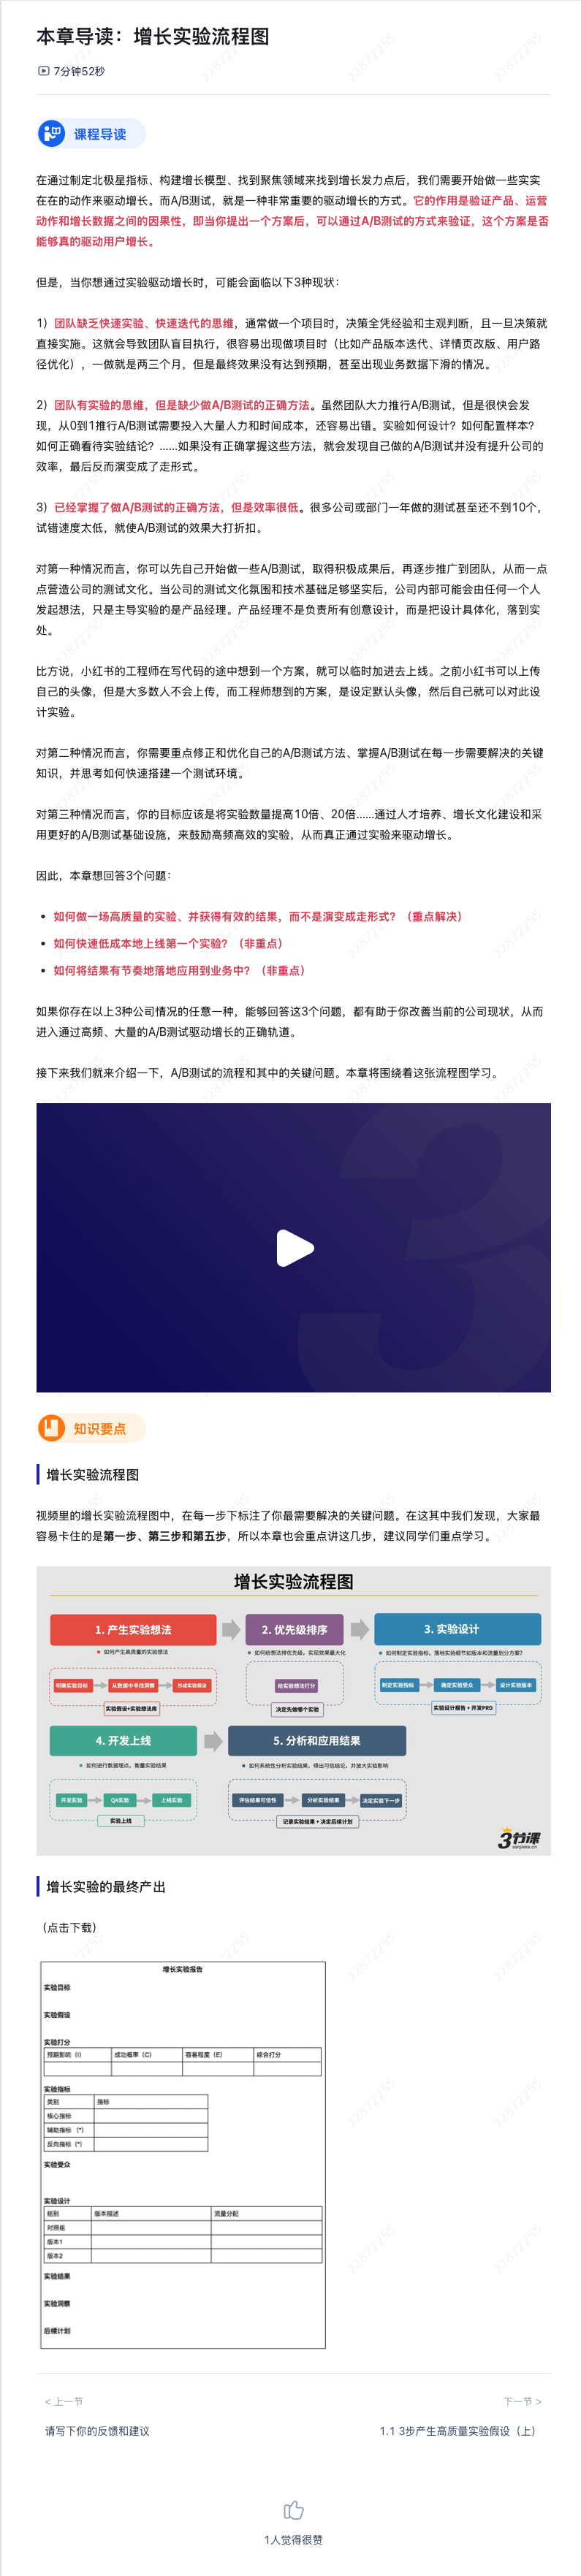 本章导读：增长实验流程图
7分钟52秒
课程导读
在通过制定北极星指标、构建增长模型、找到聚焦领域来找到增长发力点后，我们需要开始做一些实实
在在的动作来驱动增长。而A/B测试，就是一种非常重要的驱动增长的方式。它的作用是验证产品、运营
动作和增长数据之间的因果性，即当你提出一个方案后，可以通过A/B测试的方式来验证，这个方案是否
能够真的驱动用户增长。
但是，当你想通过实验驱动增长时，可能会面临以下3种现状：
1）团队缺乏快速实验、快速迭代的思维，通常做一个项目时，决策全凭经验和主观判断，且一旦决策就
直接实施。这就会导致团队盲目执行，很容易出现做项目时（比如产品版本迭代、详情页改版、用户路
径优化），一做就是两三个月，但是最终效果没有达到预期，甚至出现业务数据下滑的情况。
2）团队有实验的思维，但是缺少做A/B测试的正确方法。虽然团队大力推行A/B测试，但是很快会发
现，从0到1推行A/B测试需要投入大量人力和时间成本，还容易出错。实验如何设计？如何配置样本？
如何正确看待实验结论？……如果没有正确掌握这些方法，就会发现自己做的A/B测试并没有提升公司的
效率，最后反而演变成了走形式。
3）已经掌握了做A/B测试的正确方法，但是效率很低。很多公司或部门一年做的测试甚至还不到10个，
试错速度太低，就使A/B测试的效果大打折扣。
对第一种情况而言，你可以先自己开始做一些A/B测试，取得积极成果后，再逐步推广到团队，从而一点
点营造公司的测试文化。当公司的测试文化氛围和技术基础足够坚实后，公司内部可能会由任何一个人
发起想法，只是主导实验的是产品经理。产品经理不是负责所有创意设计，而是把设计具体化，落到实
处。
比方说，小红书的工程师在写代码的途中想到一个方案，就可以临时加进去上线。之前小红书可以上传
自己的头像，但是大多数人不会上传，而工程师想到的方案，是设定默认头像，然后自己就可以对此设
计实验。
对第二种情况而言，你需要重点修正和优化自己的A/B测试方法、掌握A/B测试在每一步需要解决的关键
知识，并思考如何快速搭建一个测试环境。
对第三种情况而言，你的目标应该是将实验数量提高10倍、20倍……通过人才培养、增长文化建设和采
用更好的A/B测试基础设施，来鼓励高频高效的实验，从而真正通过实验来驱动增长。
因此，本章想回答3个问题：
• 如何做一场高质量的实验、并获得有效的结果，而不是演变成走形式？（重点解决）
• 如何快速低成本地上线第一个实验？（非重点）
• 如何将结果有节奏地落地应用到业务中？（非重点）
如果你存在以上3种公司情况的任意一种，能够回答这3个问题，都有助于你改善当前的公司现状，从而
进入通过高频、大量的A/B测试驱动增长的正确轨道。
接下来我们就来介绍一下，A/B测试的流程和其中的关键问题。本章将围绕着这张流程图学习。
知识要点
增长实验流程图
视频里的增长实验流程图中，在每一步下标注了你最需要解决的关键问题。在这其中我们发现，大家最
容易卡住的是第一步、第三步和第五步，所以本章也会重点讲这几步，建议同学们重点学习。
增长实验流程图
1. 产生实验想法
2. 优先级排序
3. 实验设计
• 如何产生高质量的实验想法
• 如何给想法排优先级，实现效果最大化
• 如何制定实验指标，落地实验细节如版本和流量划分方案?
明确实验目标
从数据中寻找洞察
形成实验假设
给实验想法打分
制定实验指标
确定实验受众
设计实验版本
实验假设+实验想法库
决定先做哪个实验
实验设计报告 + 开发PRD
4. 开发上线
5. 分析和应用结果
• 如何进行数据埋点，衡量实验结果
• 如何系统性分析实验结果，得出可信结论，并放大实验影响
开发实验
QA实验
上线实验
评估结果可信性
分析实验结果
决定实验下一步
实验上线
记录实验结果 + 决定后续计划
3节课
sanjieke.cn
增长实验的最终产出
（点击下载）
增长实验报告
实验目标
实验假设
实验打分
预期影响（I） 成功概率（C） 容易程度（E） 综合打分
实验指标
类别 指标
核心指标
辅助指标（*）
反向指标（*）
实验受众
实验设计
组别 版本描述 流量分配
对照组
版本1
版本2
实验结果
实验洞察
后续计划
< 上一节
下一节 >
请写下你的反馈和建议
1.1 3步产生高质量实验假设（上）
1人觉得很赞
22872255